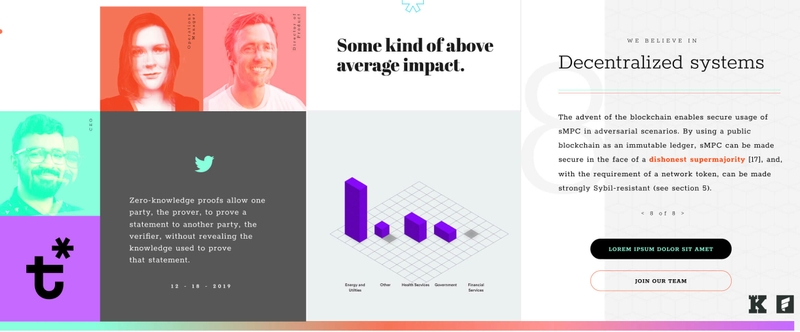 Operations
Manager
Director of
Product
CEO
Some kind of above
average impact.
Zero-knowledge proofs allow one
party, the prover, to prove a
statement to another party, the
verifier, without revealing the
knowledge used to prove
that statement.
12 - 18 - 2019
t*
Energy and
Utilities
Other
Health Services
Government
Financial
Services
8
WE BELIEVE IN
Decentralized systems
The advent of the blockchain enables secure usage of
sMPC in adversarial scenarios. By using a public
blockchain as an immutable ledger, sMPC can be made
secure in the face of a dishonest supermajority [17], and,
with the requirement of a network token, can be made
strongly Sybil-resistant (see section 5).
< 8 of 8 >
LOREM IPSUM DOLOR SIT AMET
JOIN OUR TEAM
K